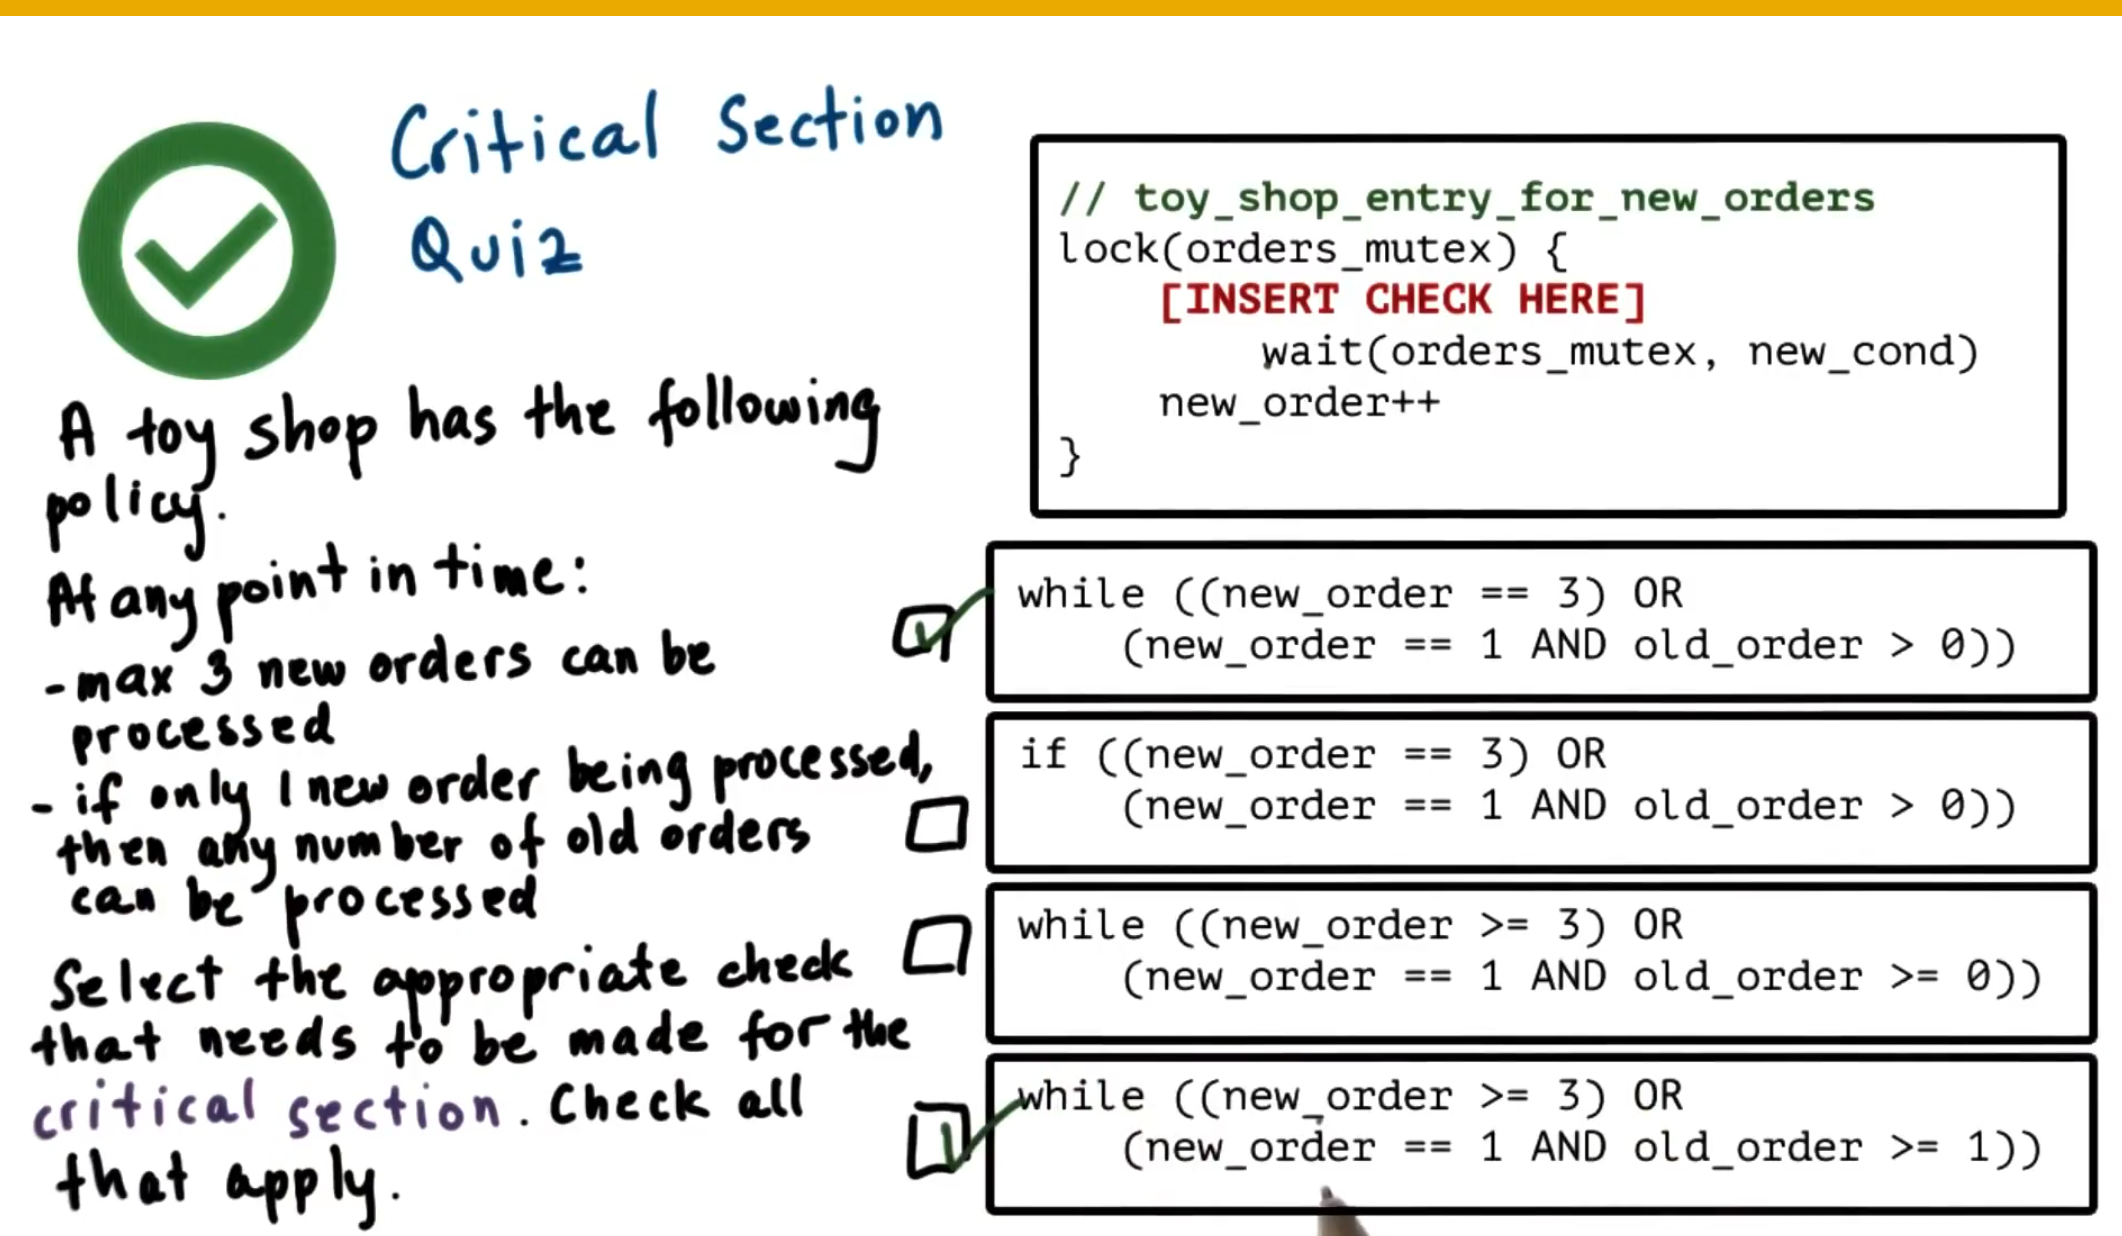 Critical Section
Quiz
A toy shop has the following
policy.
At any point in time:
- max 3 new orders can be
processed
- if only 1 new order being processed,
then any number of old orders
can be processed
Select the appropriate check
that needs to be made for the
critical section. Check all
that apply.
// toy_shop_entry_for_new_orders
lock(orders_mutex) {
[INSERT CHECK HERE]
wait(orders_mutex, new_cond)
new_order++
}
while ((new_order == 3) OR
(new_order == 1 AND old_order > 0))
if ((new_order == 3) OR
(new_order == 1 AND old_order > 0))
while ((new_order >= 3) OR
(new_order == 1 AND old_order >= 0))
while ((new_order >= 3) OR
(new_order == 1 AND old_order >= 1))